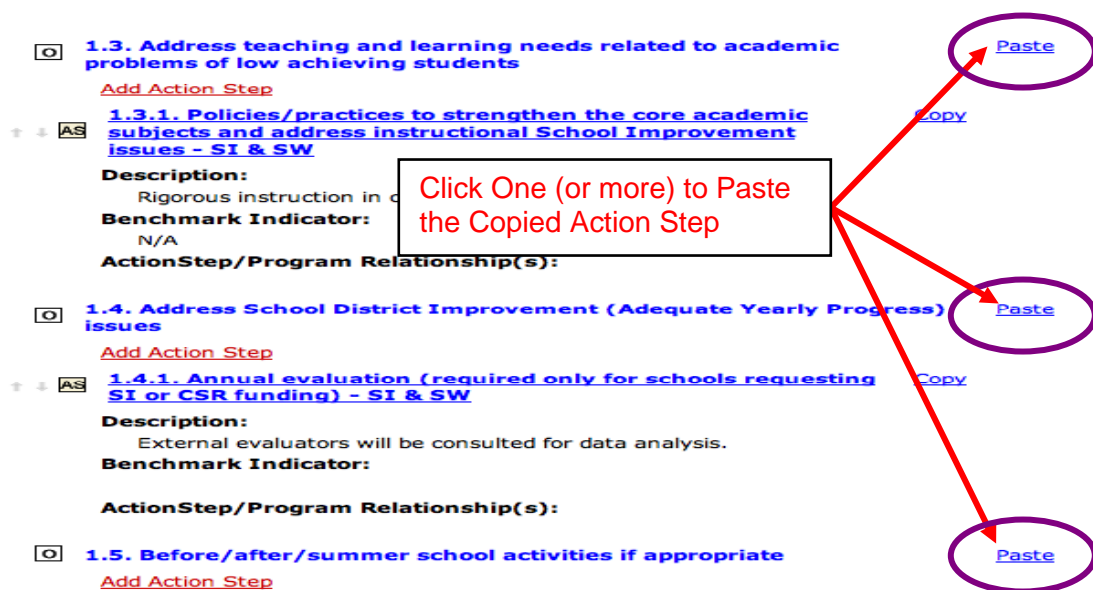 O 1.3. Address teaching and learning needs related to academic Paste
problems of low achieving students
Add Action Step
1.3.1. Policies/practices to strengthen the core academic Copy
AS subjects and address instructional School Improvement
issues - SI & SW
Description:
Rigorous instruction in
Click One (or more) to Paste
the Copied Action Step
Benchmark Indicator:
N/A
ActionStep/Program Relationship(s):
O 1.4. Address School District Improvement (Adequate Yearly Progress) Paste
issues
Add Action Step
AS 1.4.1. Annual evaluation (required only for schools requesting Copy
SI or CSR funding) - SI & SW
Description:
External evaluators will be consulted for data analysis.
Benchmark Indicator:
ActionStep/Program Relationship(s):
O 1.5. Before/after/summer school activities if appropriate Paste
Add Action Step